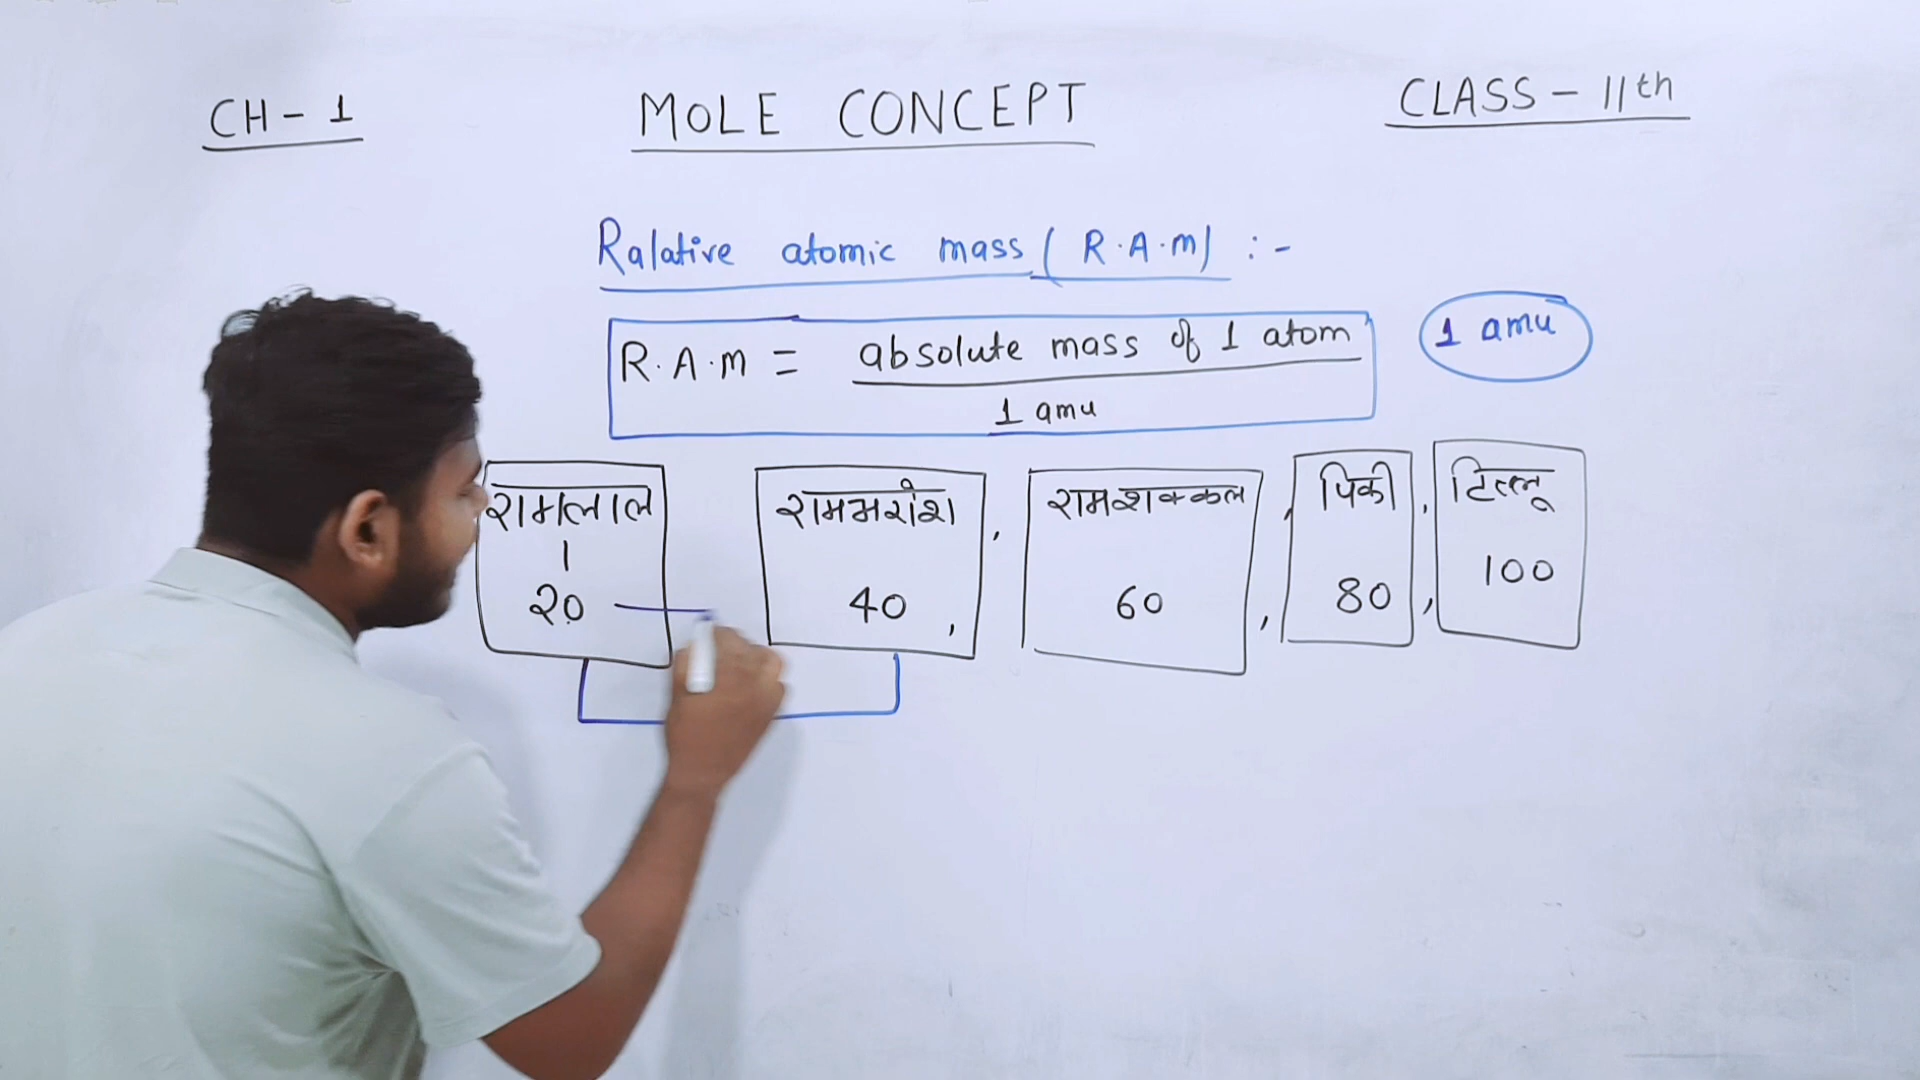 CH - 1
MOLE CONCEPT
CLASS - 11th
Ralative atomic mass ( R.A.m) :-
R.A.m = absolute mass of 1 atom
1 amu
1 amu
रामलाल रामभरोश , रामशक्कल , पिंकी , टिल्लू
20 40 , 60 , 80 , 100